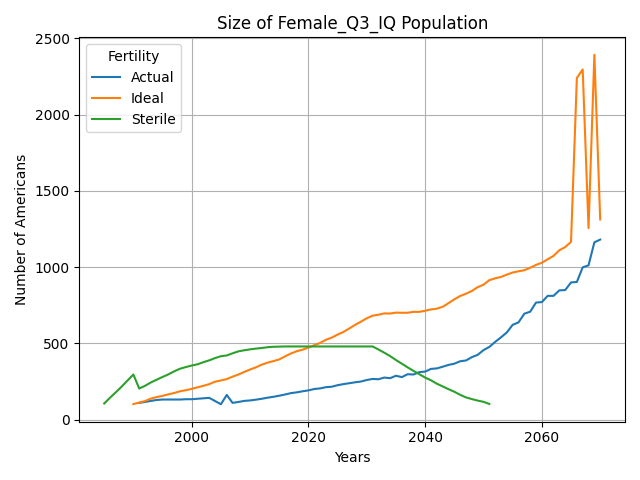 Size of Female_Q3_IQ Population
Fertility
Actual
Ideal
Sterile
Number of Americans
2500
2000
1500
1000
500
0
2000
2020
2040
2060
Years